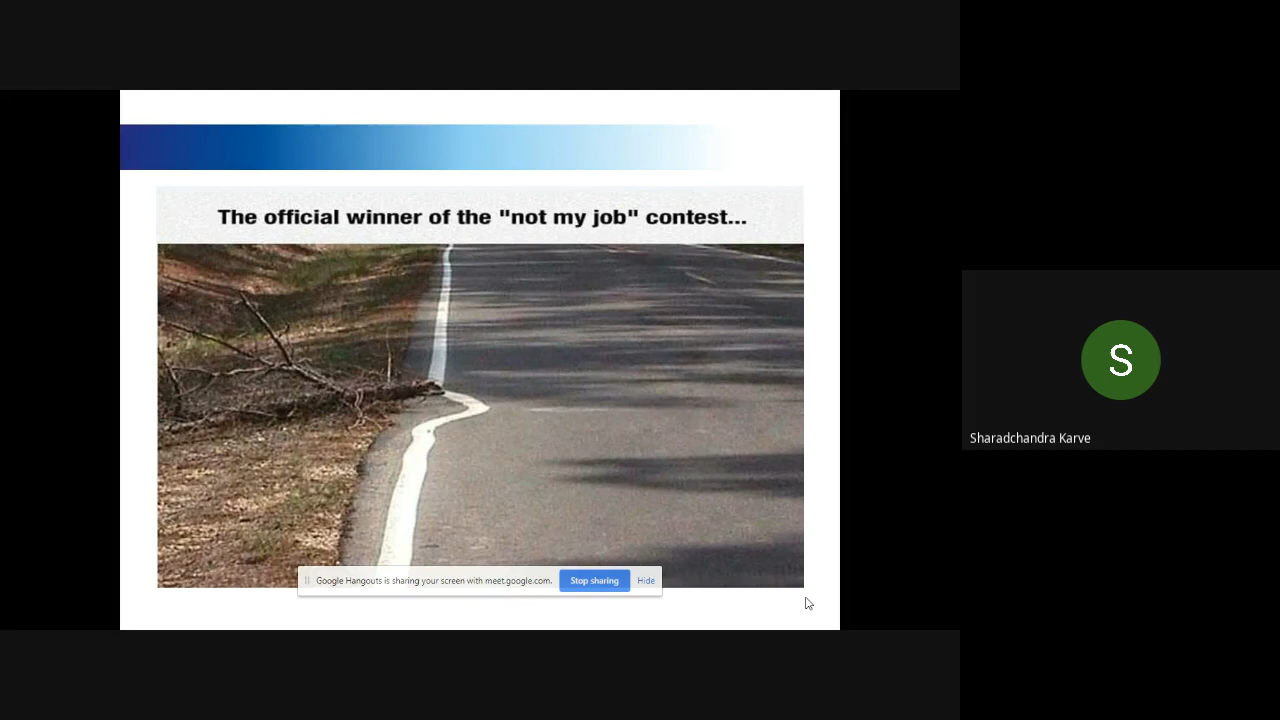 The official winner of the "not my job" contest...
Google Hangouts is sharing your screen with meet.google.com.
Stop sharing
Hide
S
Sharadchandra Karve